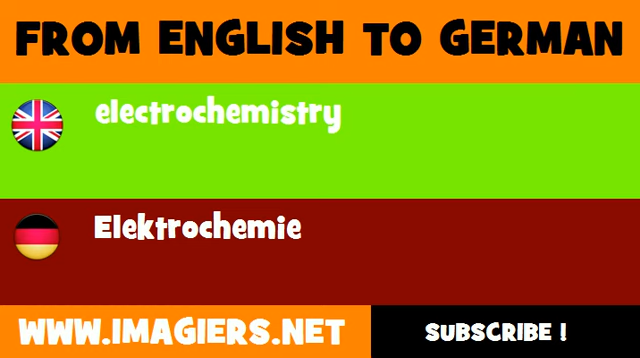 FROM ENGLISH TO GERMAN
electrochemistry
Elektrochemie
WWW.IMAGIERS.NET
SUBSCRIBE !